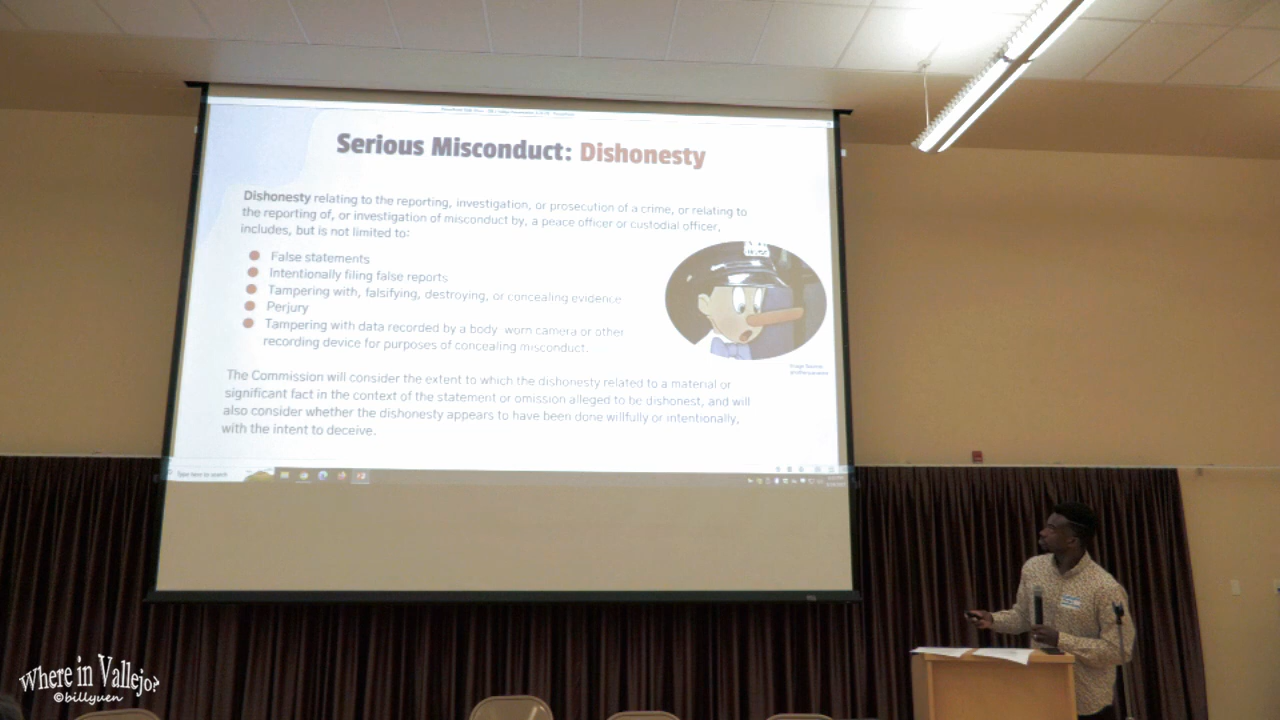 Serious Misconduct: Dishonesty
Dishonesty relating to the reporting, investigation, or prosecution of a crime, or relating to
the reporting of, or investigation of misconduct by, a peace officer or custodial officer,
includes, but is not limited to:
False statements
Intentionally filing false reports
Tampering with, falsifying, destroying, or concealing evidence
Perjury
Tampering with data recorded by a body worn camera or other
recording device for purposes of concealing misconduct.
Image Source:
The Commission will consider the extent to which the dishonesty related to a material or
significant fact in the context of the statement or omission alleged to be dishonest, and will
also consider whether the dishonesty appears to have been done willfully or intentionally,
with the intent to deceive.
Type here to search
Where in Vallejo?
©billyuen